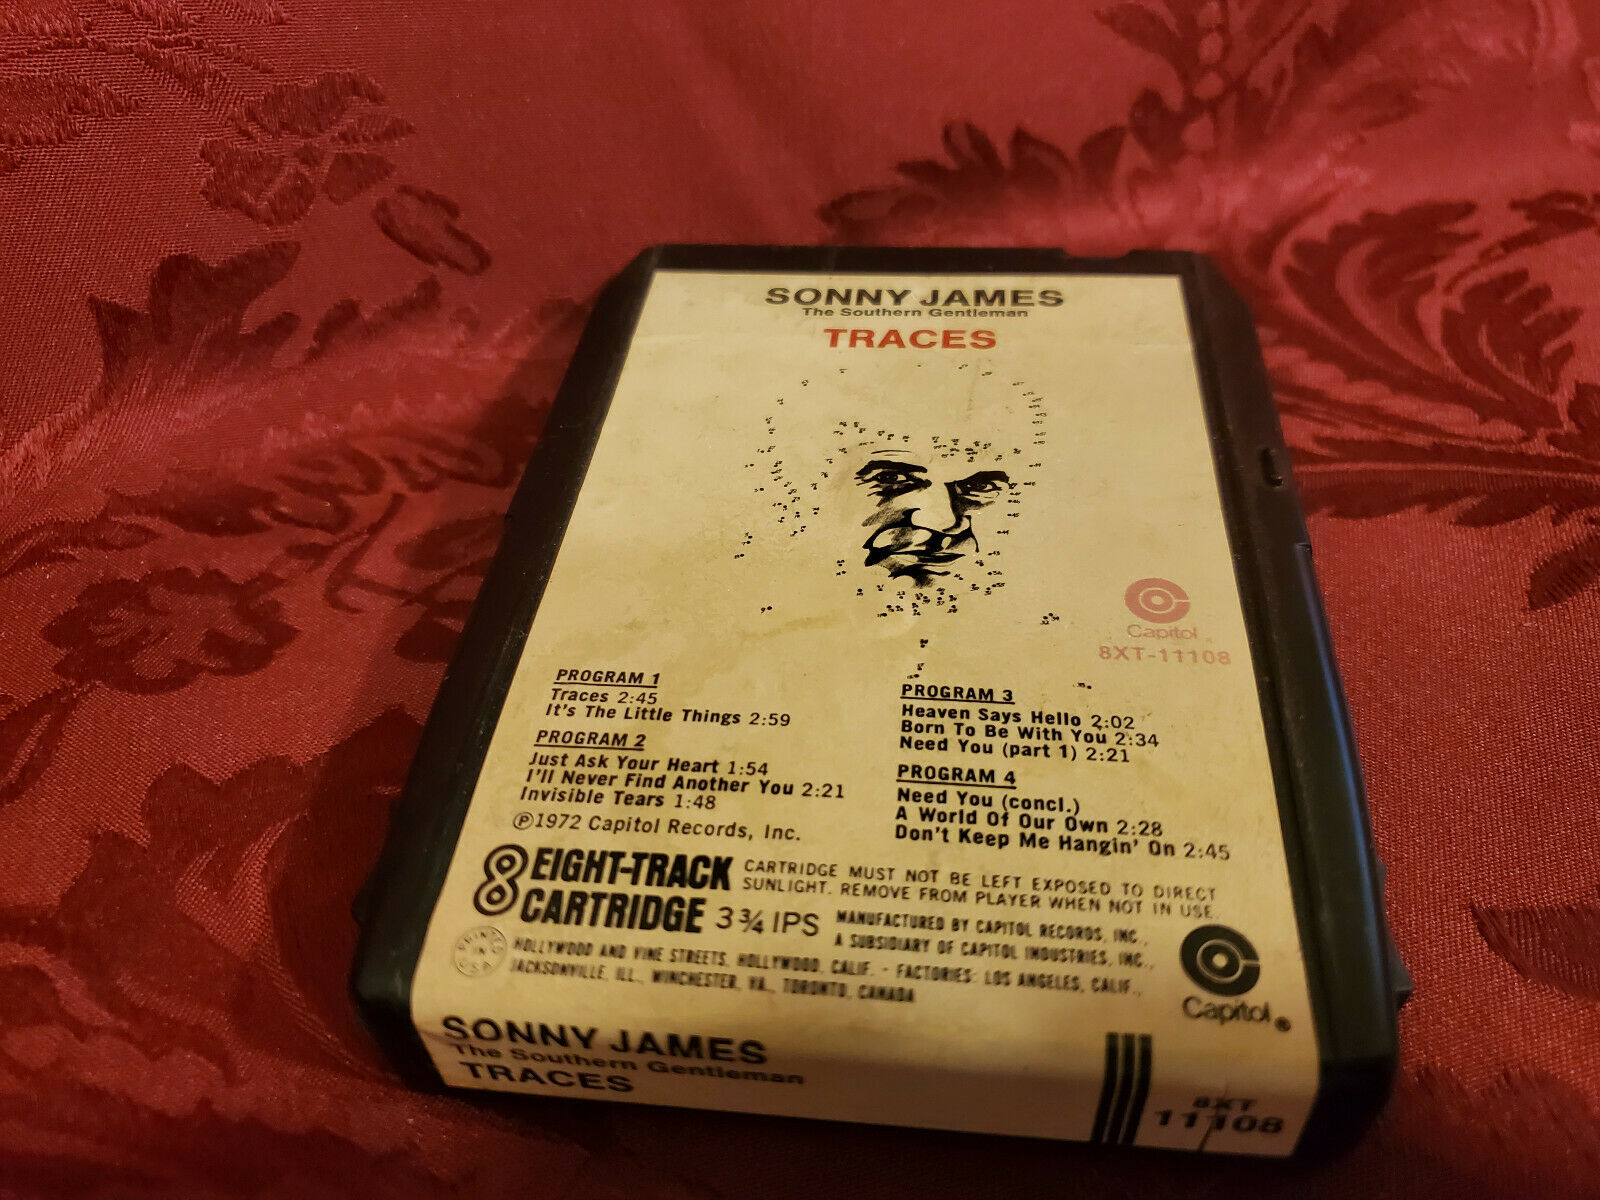 SONNY JAMES
The Southern Gentleman
TRACES
Capitol
8XT-11108
PROGRAM 1
Traces 2:45
It's The Little Things 2:59
PROGRAM 2
Just Ask Your Heart 1:54
I'll Never Find Another You 2:21
Invisible Tears 1:48
℗1972 Capitol Records, Inc.
PROGRAM 3
Heaven Says Hello 2:02
Born To Be With You 2:34
Need You (part 1) 2:21
PROGRAM 4
Need You (concl.)
A World Of Our Own 2:28
Don't Keep Me Hangin' On 2:45
8 EIGHT-TRACK
CARTRIDGE 3¾ IPS
CARTRIDGE MUST NOT BE LEFT EXPOSED TO DIRECT
SUNLIGHT. REMOVE FROM PLAYER WHEN NOT IN USE.
MANUFACTURED BY CAPITOL RECORDS, INC.,
A SUBSIDIARY OF CAPITOL INDUSTRIES, INC.,
HOLLYWOOD AND VINE STREETS, HOLLYWOOD, CALIF. - FACTORIES: LOS ANGELES, CALIF.,
JACKSONVILLE, ILL., WINCHESTER, VA., TORONTO, CANADA
PRINTED
IN
U.S.A.
Capitol®
SONNY JAMES
The Southern Gentleman
TRACES
8XT
11108